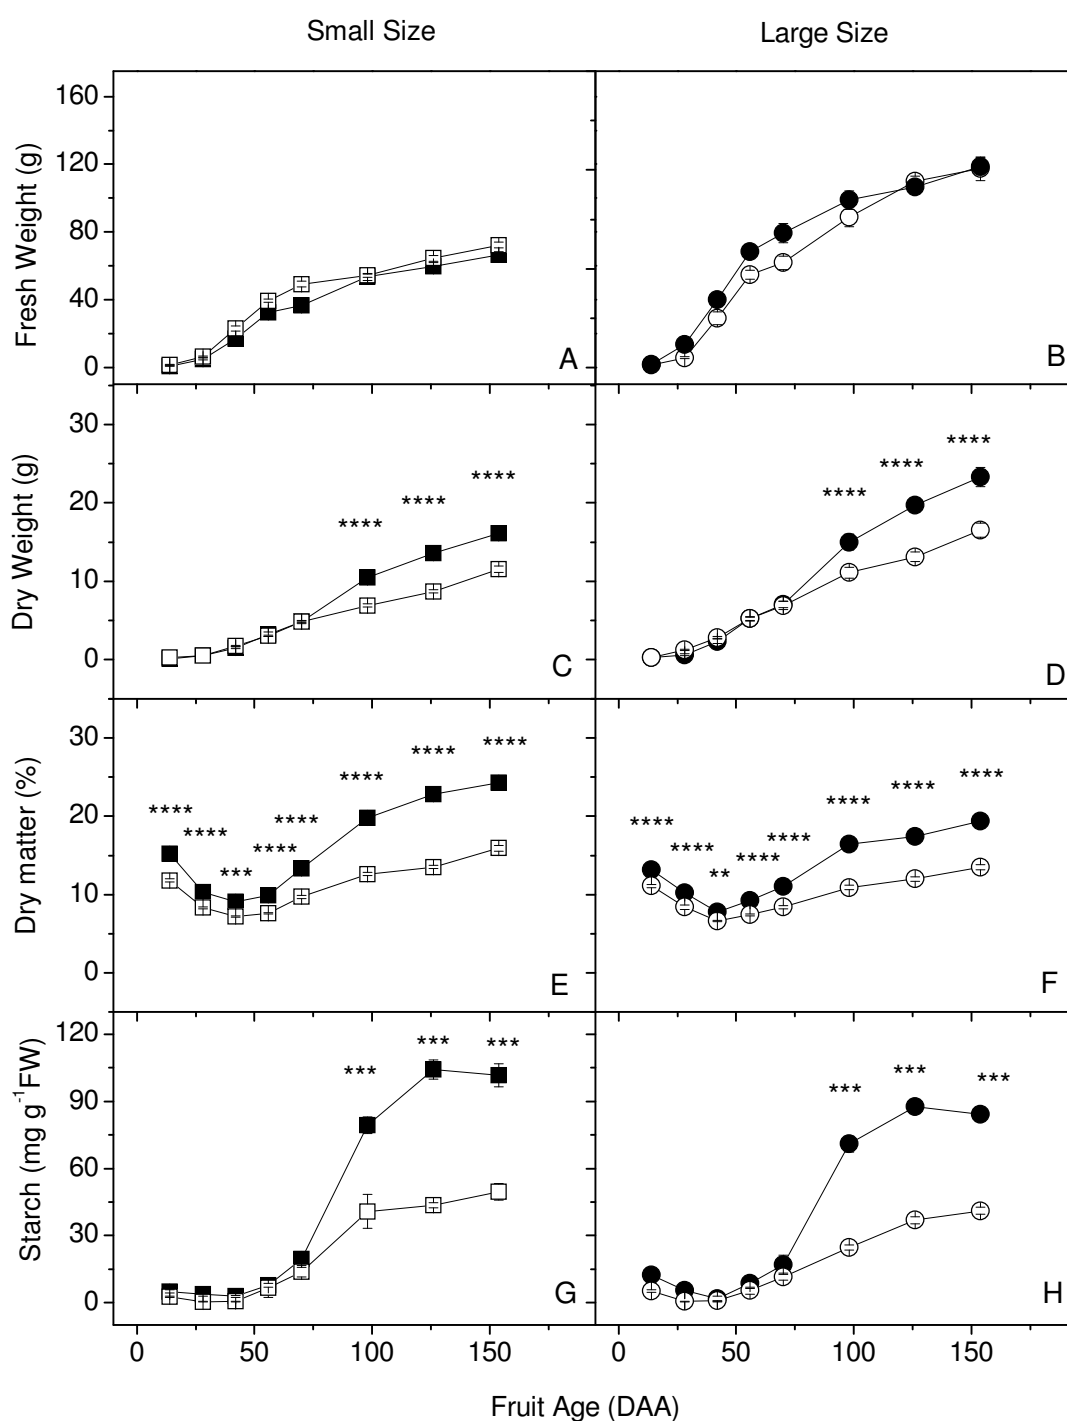 Small Size
Large Size
Fresh Weight (g)
160
120
80
40
0
A
B
Dry Weight (g)
30
20
10
0
****
****
****
C
****
****
****
D
Dry matter (%)
30
20
10
0
****
****
***
****
****
****
****
****
E
****
****
**
****
****
****
****
****
F
Starch (mg g⁻¹FW)
120
90
60
30
0
***
***
***
G
***
***
***
H
0 50 100 150
0 50 100 150
Fruit Age (DAA)